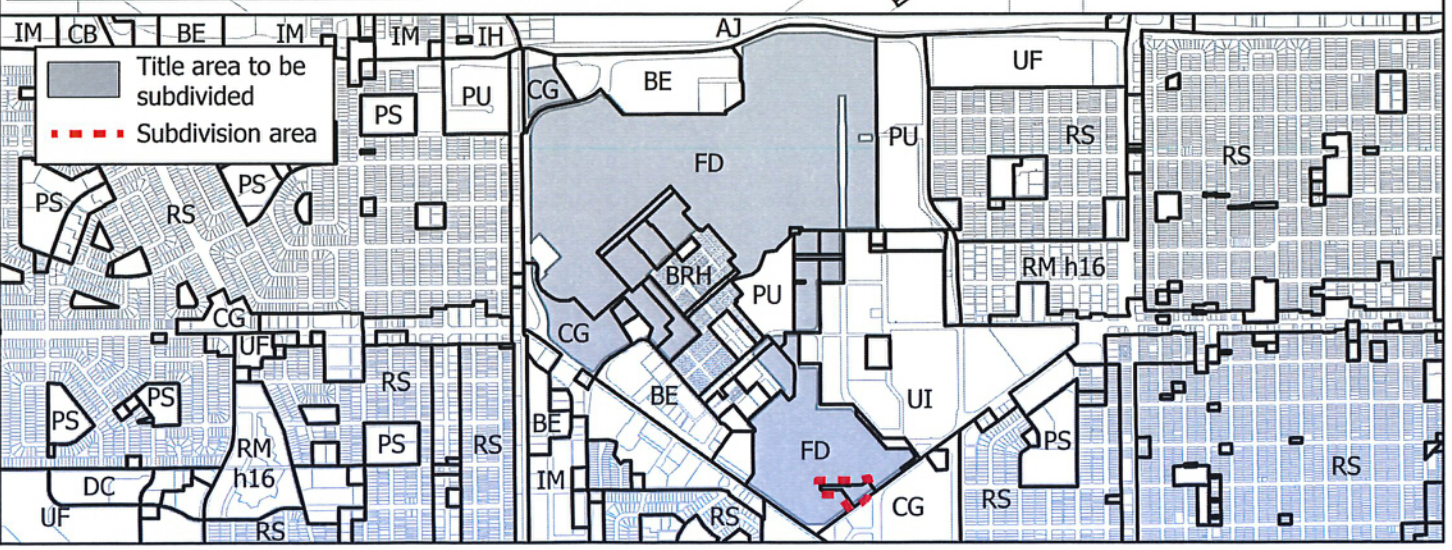 IM CB BE IM IM IH AJ
Title area to be
subdivided
Subdivision area
PS PU CG BE UF
FD PU RS RS
PS RS PS
BRH PU RM h16
CG CG
UF RS BE UI
PS PS PS RS BE FD PS RS
RM
h16
DC IM CG RS
UF RS RS